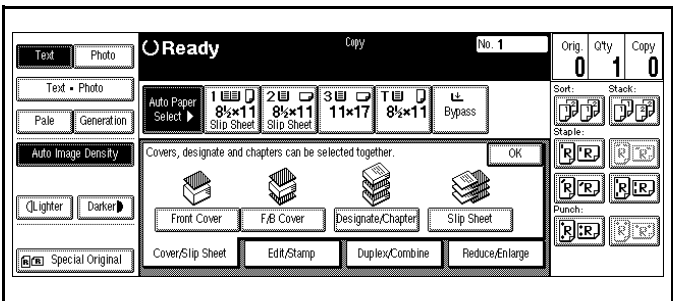 Text
Photo
Text • Photo
Pale
Generation
Auto Image Density
Lighter
Darker
Special Original
Ready
Copy
No. 1
Orig.
Q'ty
Copy
0
1
0
Auto Paper
Select ▶
1
8½×11
Slip Sheet
2
8½×11
Slip Sheet
3
11×17
T
8½×11
Bypass
Covers, designate and chapters can be selected together.
OK
Front Cover
F/B Cover
Designate/Chapter
Slip Sheet
Cover/Slip Sheet
Edit/Stamp
Duplex/Combine
Reduce/Enlarge
Sort:
Stack:
Staple:
Punch: